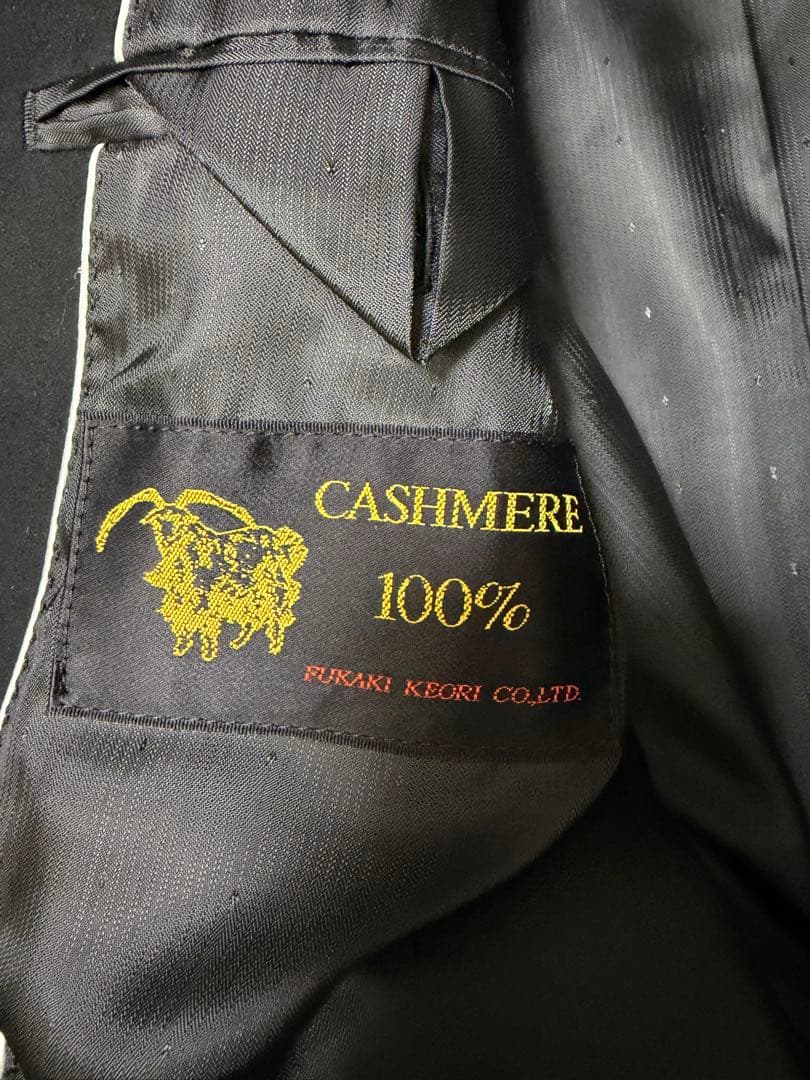 CASHMERE
100%
FUKAKI KEORI CO.,LTD.